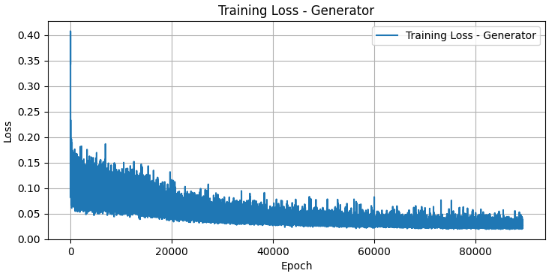 Training Loss - Generator
Training Loss - Generator
Loss
0.40
0.35
0.30
0.25
0.20
0.15
0.10
0.05
0.00
0 20000 40000 60000 80000
Epoch